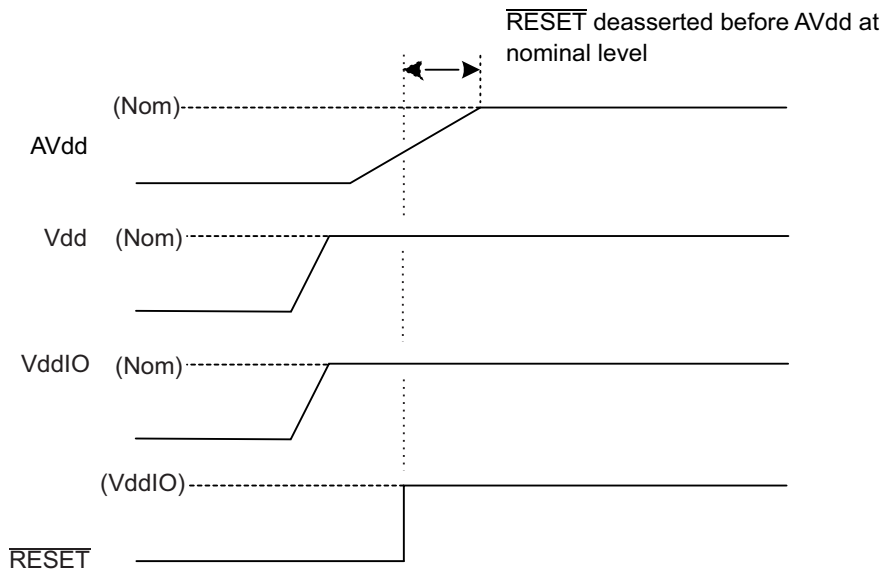 RESET deasserted before AVdd at
nominal level
(Nom)
AVdd
Vdd (Nom)
VddIO (Nom)
(VddIO)
RESET